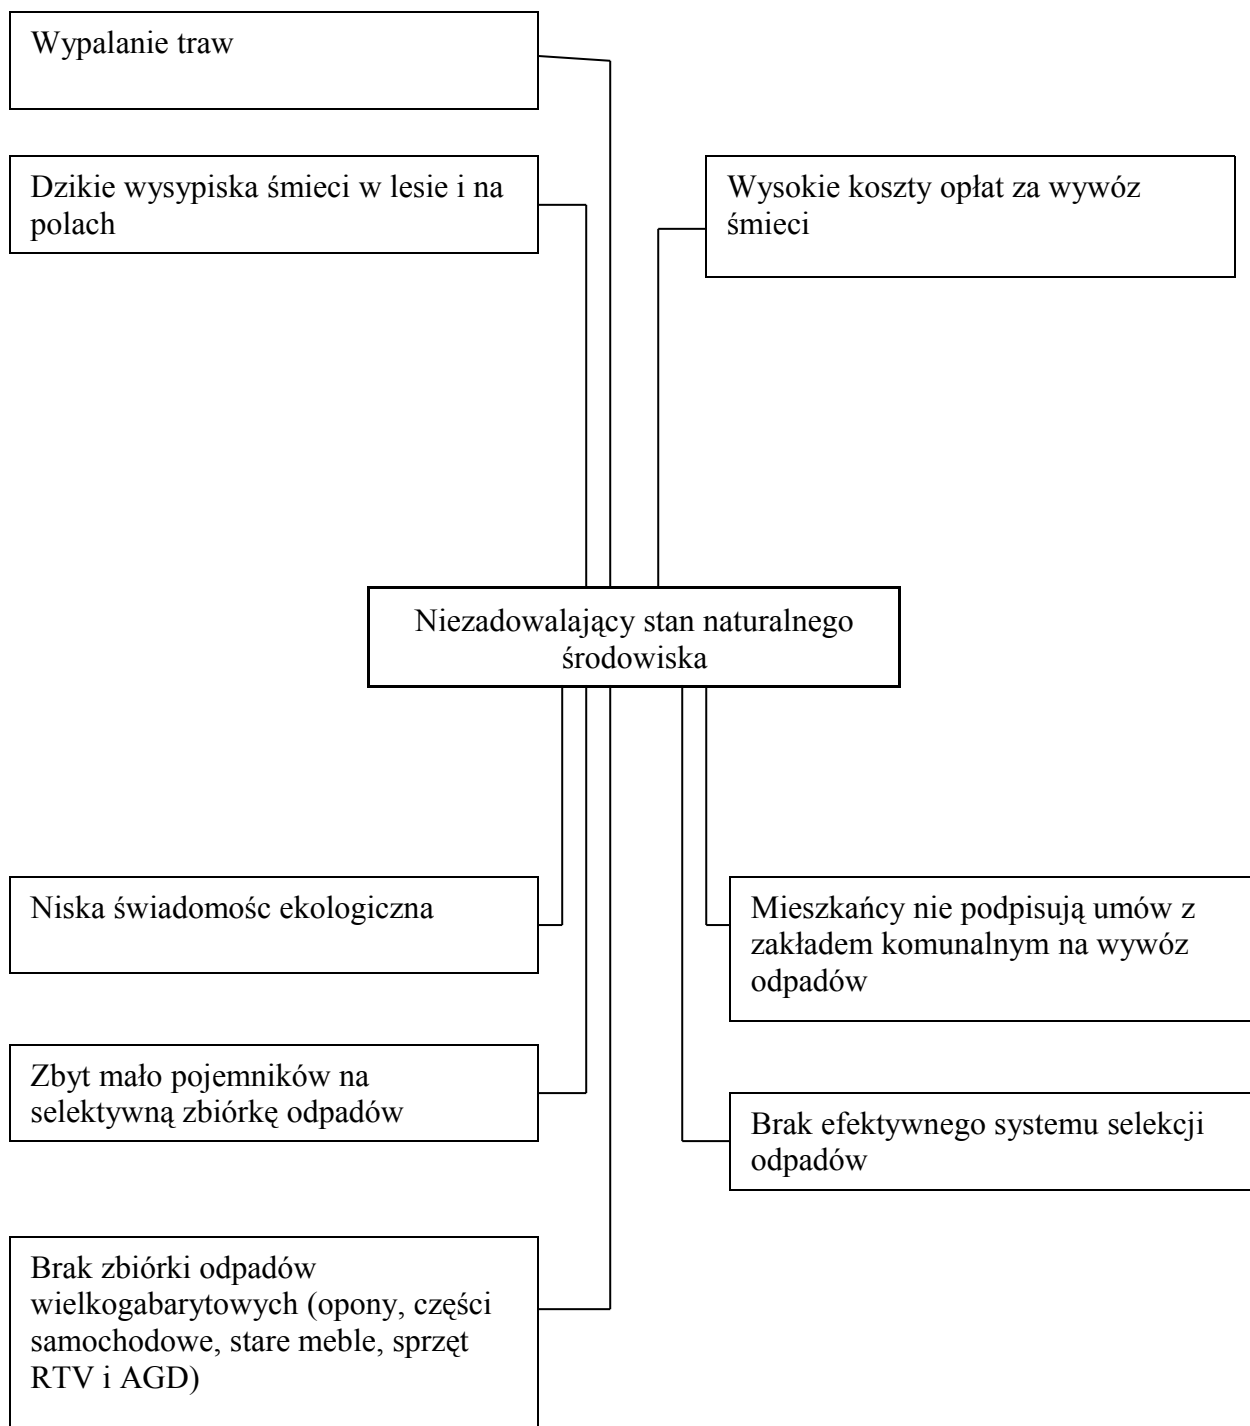 Wypalanie traw
Dzikie wysypiska śmieci w lesie i na
polach
Wysokie koszty opłat za wywóz
śmieci
Niezadowalający stan naturalnego
środowiska
Niska świadomośc ekologiczna
Mieszkańcy nie podpisują umów z
zakładem komunalnym na wywóz
odpadów
Zbyt mało pojemników na
selektywną zbiórkę odpadów
Brak efektywnego systemu selekcji
odpadów
Brak zbiórki odpadów
wielkogabarytowych (opony, części
samochodowe, stare meble, sprzęt
RTV i AGD)